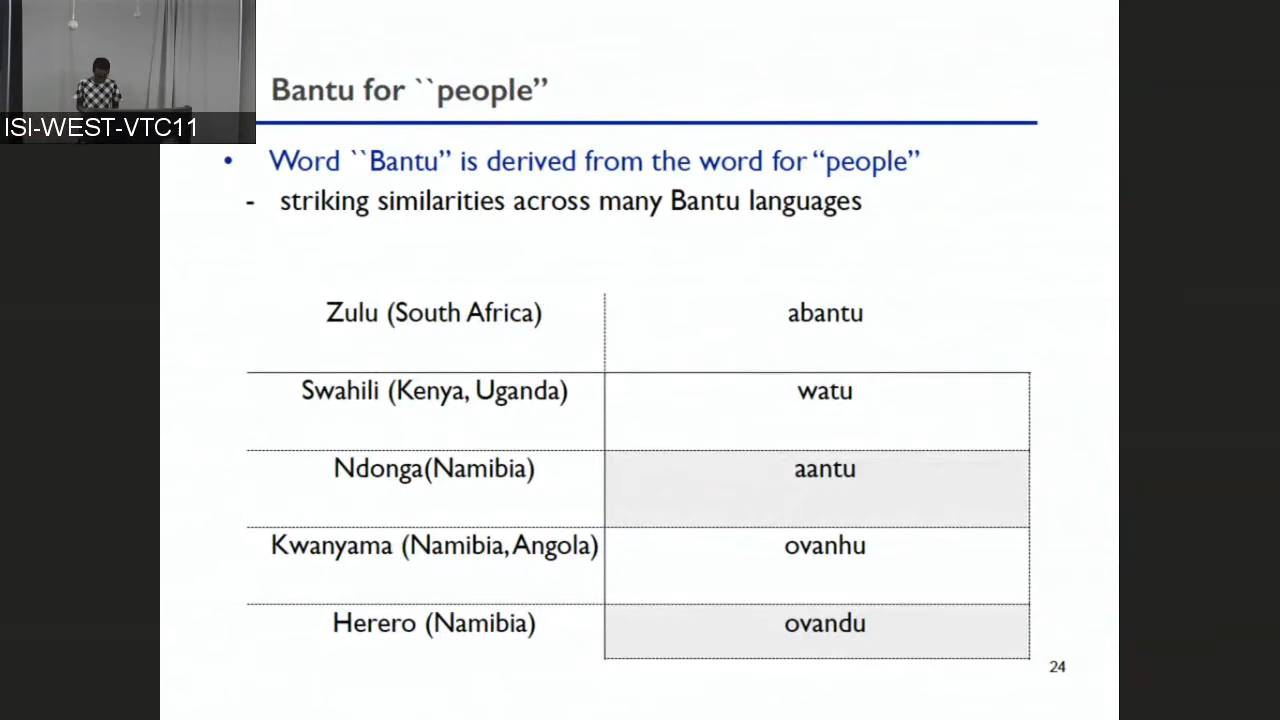 ISI-WEST-VTC11
Bantu for ``people”
• Word ``Bantu” is derived from the word for “people”
- striking similarities across many Bantu languages
Zulu (South Africa) abantu
Swahili (Kenya, Uganda) watu
Ndonga(Namibia) aantu
Kwanyama (Namibia, Angola) ovanhu
Herero (Namibia) ovandu
24